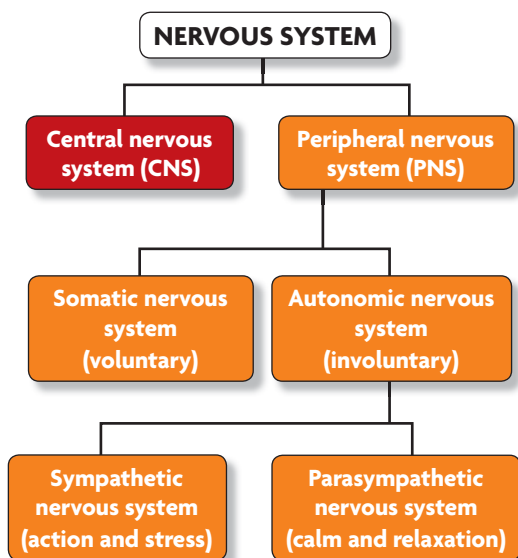 NERVOUS SYSTEM
Central nervous
system (CNS)
Peripheral nervous
system (PNS)
Somatic nervous
system
(voluntary)
Autonomic nervous
system
(involuntary)
Sympathetic
nervous system
(action and stress)
Parasympathetic
nervous system
(calm and relaxation)